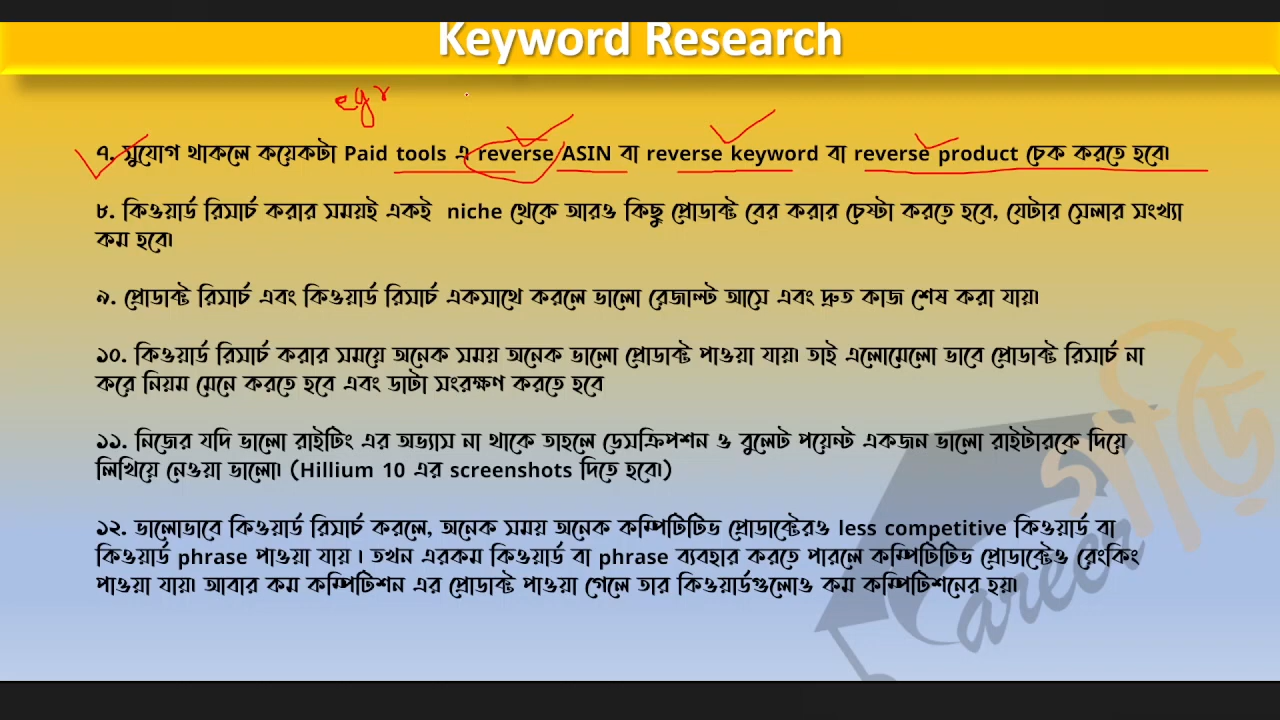 Keyword Research
egr
৭. সুযোগ থাকলে কয়েকটা Paid tools এ reverse ASIN বা reverse keyword বা reverse product চেক করতে হবে৷
৮. কিওয়ার্ড রিসার্চ করার সময়ই একই niche থেকে আরও কিছু প্রোডাক্ট বের করার চেষ্টা করতে হবে, যেটার সেলার সংখ্যা
কম হবে৷
৯. প্রোডাক্ট রিসার্চ এবং কিওয়ার্ড রিসার্চ একসাথে করলে ভালো রেজাল্ট আসে এবং দ্রুত কাজ শেষ করা যায়৷
১০. কিওয়ার্ড রিসার্চ করার সময়ে অনেক সময় অনেক ভালো প্রোডাক্ট পাওয়া যায়৷ তাই এলোমেলো ভাবে প্রোডাক্ট রিসার্চ না
করে নিয়ম মেনে করতে হবে এবং ডাটা সংরক্ষণ করতে হবে
১১. নিজের যদি ভালো রাইটিং এর অভ্যাস না থাকে তাহলে ডেসক্রিপশন ও বুলেট পয়েন্ট একজন ভালো রাইটারকে দিয়ে
লিখিয়ে নেওয়া ভালো৷ (Hillium 10 এর screenshots দিতে হবে৷)
১২. ভালোভাবে কিওয়ার্ড রিসার্চ করলে, অনেক সময় অনেক কম্পিটিটিভ প্রোডাক্টেরও less competitive কিওয়ার্ড বা
কিওয়ার্ড phrase পাওয়া যায় । তখন এরকম কিওয়ার্ড বা phrase ব্যবহার করতে পারলে কম্পিটিটিভ প্রোডাক্টেও রেংকিং
পাওয়া যায়৷ আবার কম কম্পিটিশন এর প্রোডাক্ট পাওয়া গেলে তার কিওয়ার্ডগুলোও কম কম্পিটিশনের হয়৷
গড়ি
Career